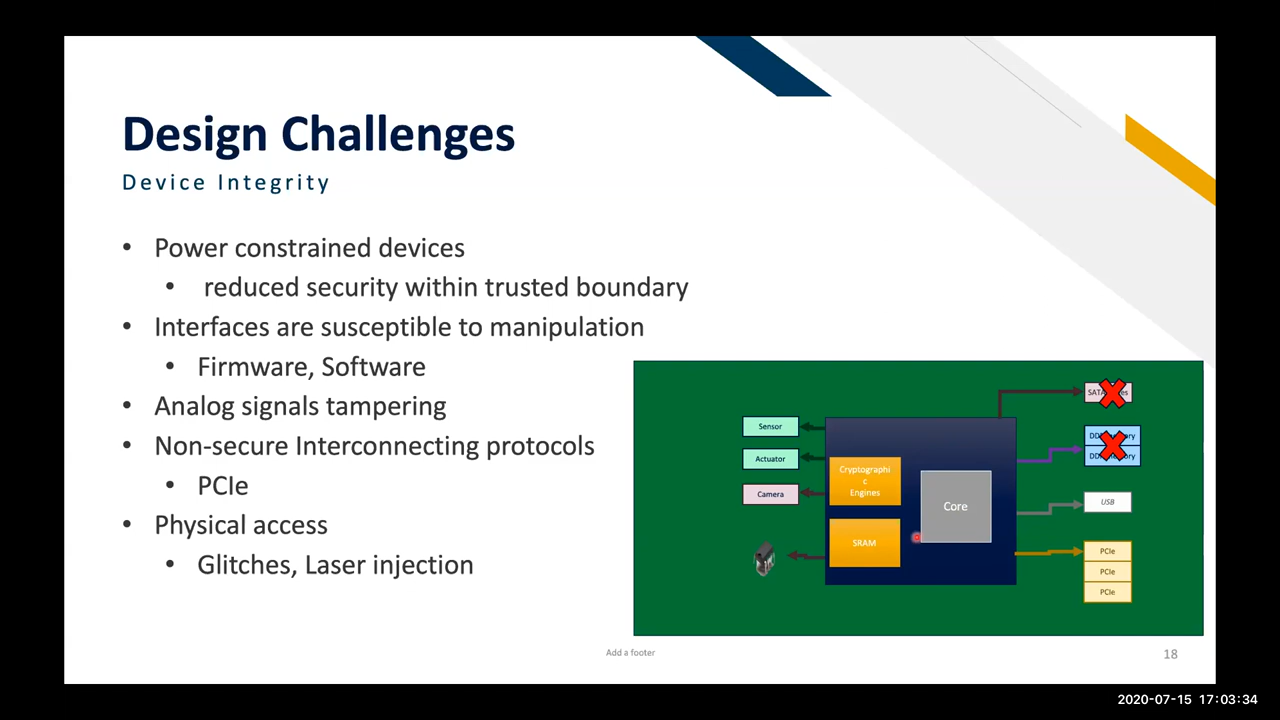 Design Challenges
Device Integrity
• Power constrained devices
• reduced security within trusted boundary
• Interfaces are susceptible to manipulation
• Firmware, Software
• Analog signals tampering
• Non-secure Interconnecting protocols
• PCIe
• Physical access
• Glitches, Laser injection
Sensor
Actuator
Camera
Cryptographi
c
Engines
SRAM
Core
USB
PCIe
PCIe
PCIe
Add a footer
18
2020-07-15 17:03:34